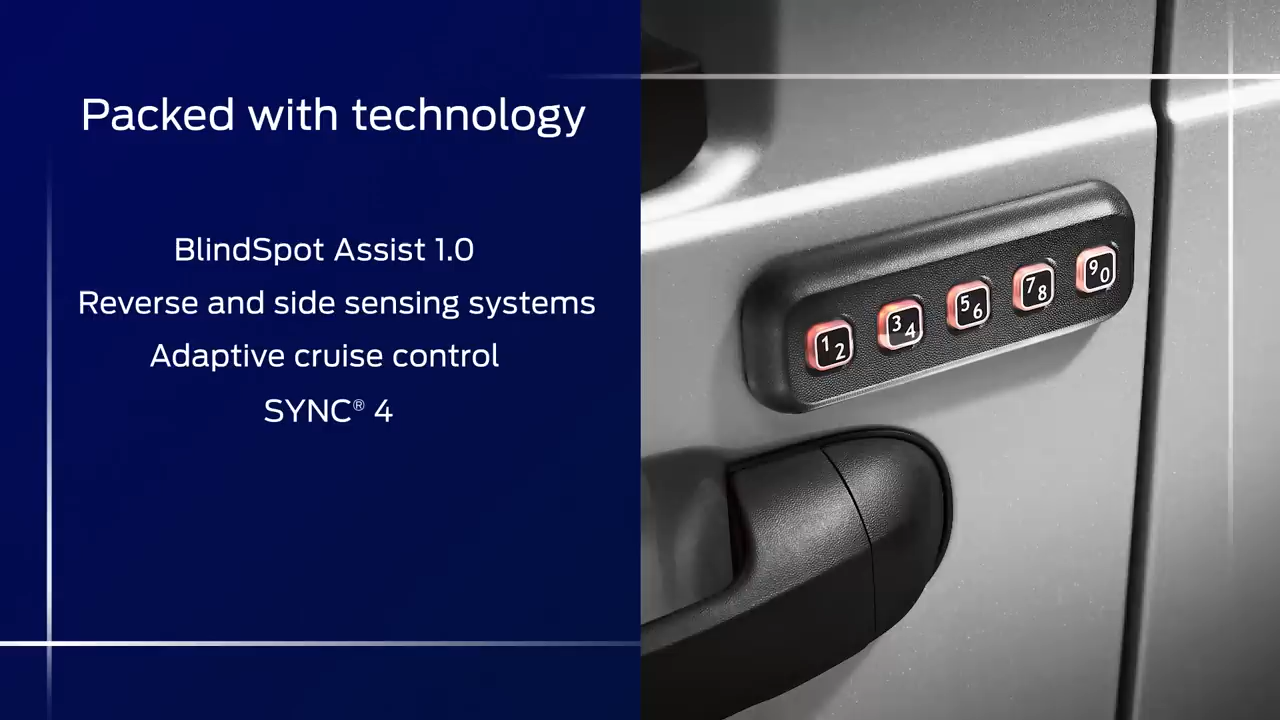 Packed with technology
BlindSpot Assist 1.0
Reverse and side sensing systems
Adaptive cruise control
SYNC® 4
1 2
3 4
5 6
7 8
9 0